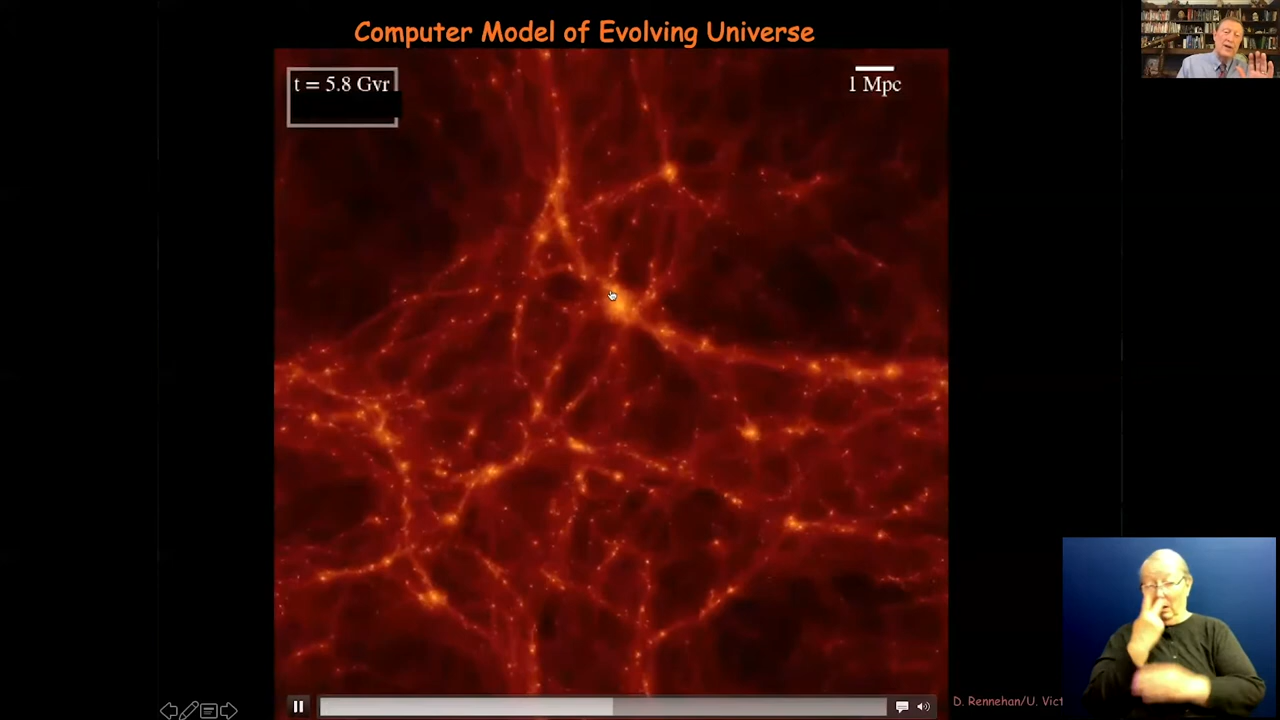 Computer Model of Evolving Universe
t = 5.8 Gyr
1 Mpc
D. Rennehan/U. Vict